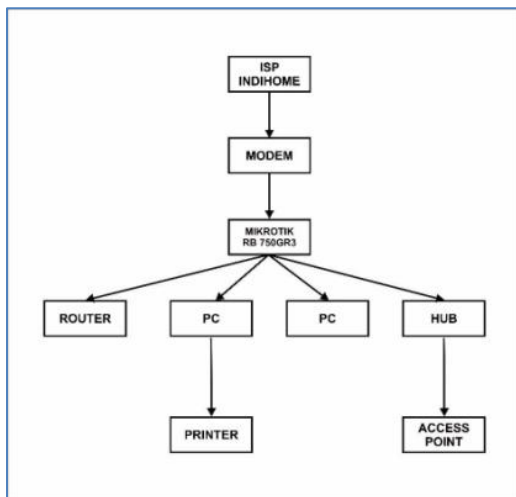 ISP
INDIHOME
MODEM
MIKROTIK
RB 750GR3
ROUTER
PC
PC
HUB
PRINTER
ACCESS
POINT